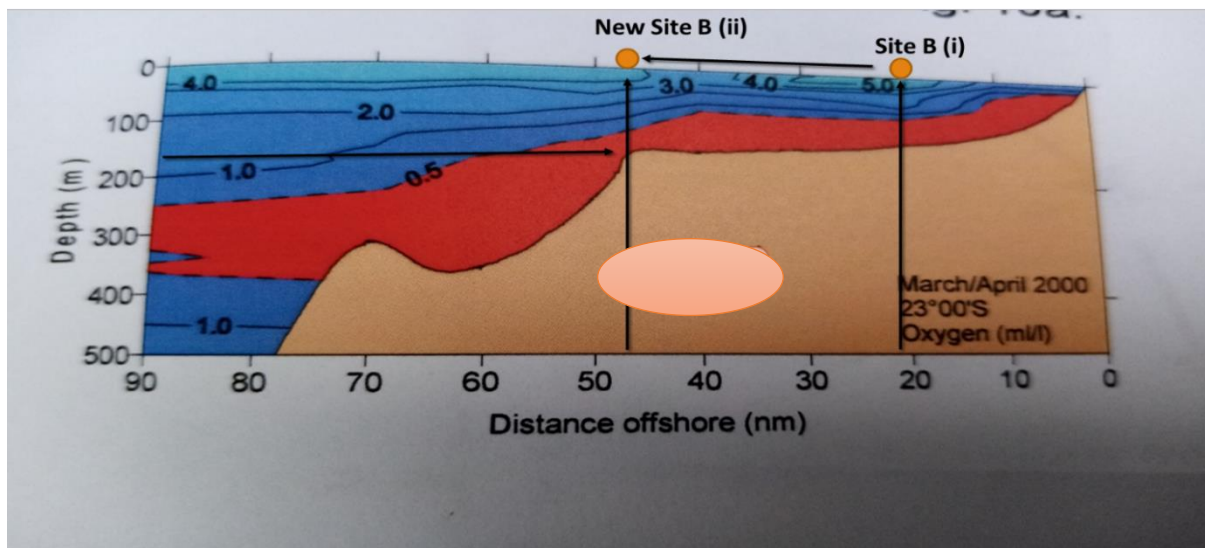 New Site B (ii)
Site B (i)
0
4.0
3.0
4.0
5.0
2.0
100
1.0
0.5
200
300
400
1.0
500
Depth (m)
March/April 2000
23°00'S
Oxygen (ml/l)
90 80 70 60 50 40 30 20 10 0
Distance offshore (nm)